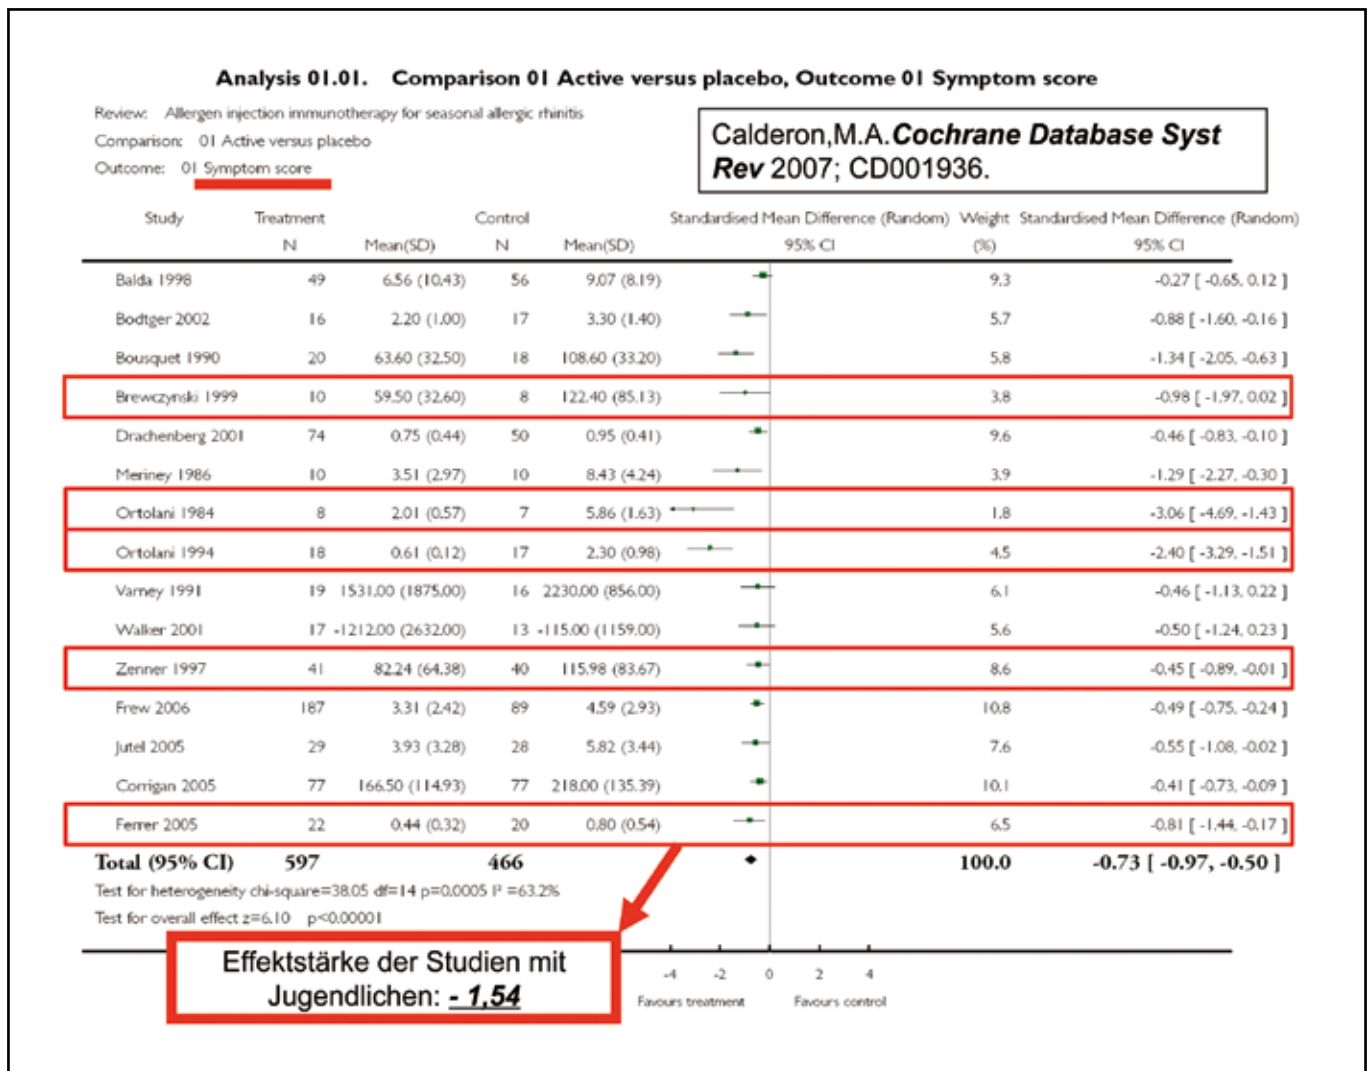 Analysis 01.01. Comparison 01 Active versus placebo, Outcome 01 Symptom score
Review: Allergen injection immunotherapy for seasonal allergic rhinitis
Comparison: 01 Active versus placebo
Outcome: 01 Symptom score
Calderon,M.A.Cochrane Database Syst
Rev 2007; CD001936.
Study Treatment Control Standardised Mean Difference (Random) Weight Standardised Mean Difference (Random)
N Mean(SD) N Mean(SD) 95% CI (%) 95% CI
Balda 1998 49 6.56 (10.43) 56 9.07 (8.19) 9.3 -0.27 [ -0.65, 0.12 ]
Bodtger 2002 16 2.20 (1.00) 17 3.30 (1.40) 5.7 -0.88 [ -1.60, -0.16 ]
Bousquet 1990 20 63.60 (32.50) 18 108.60 (33.20) 5.8 -1.34 [ -2.05, -0.63 ]
Brewczynski 1999 10 59.50 (32.60) 8 122.40 (85.13) 3.8 -0.98 [ -1.97, 0.02 ]
Drachenberg 2001 74 0.75 (0.44) 50 0.95 (0.41) 9.6 -0.46 [ -0.83, -0.10 ]
Meriney 1986 10 3.51 (2.97) 10 8.43 (4.24) 3.9 -1.29 [ -2.27, -0.30 ]
Ortolani 1984 8 2.01 (0.57) 7 5.86 (1.63) 1.8 -3.06 [ -4.69, -1.43 ]
Ortolani 1994 18 0.61 (0.12) 17 2.30 (0.98) 4.5 -2.40 [ -3.29, -1.51 ]
Varney 1991 19 1531.00 (1875.00) 16 2230.00 (856.00) 6.1 -0.46 [ -1.13, 0.22 ]
Walker 2001 17 -1212.00 (2632.00) 13 -115.00 (1159.00) 5.6 -0.50 [ -1.24, 0.23 ]
Zenner 1997 41 82.24 (64.38) 40 115.98 (83.67) 8.6 -0.45 [ -0.89, -0.01 ]
Frew 2006 187 3.31 (2.42) 89 4.59 (2.93) 10.8 -0.49 [ -0.75, -0.24 ]
Jutel 2005 29 3.93 (3.28) 28 5.82 (3.44) 7.6 -0.55 [ -1.08, -0.02 ]
Corrigan 2005 77 166.50 (114.93) 77 218.00 (135.39) 10.1 -0.41 [ -0.73, -0.09 ]
Ferrer 2005 22 0.44 (0.32) 20 0.80 (0.54) 6.5 -0.81 [ -1.44, -0.17 ]
Total (95% CI) 597 466 100.0 -0.73 [ -0.97, -0.50 ]
Test for heterogeneity chi-square=38.05 df=14 p=0.0005 I² =63.2%
Test for overall effect z=6.10 p<0.00001
Effektstärke der Studien mit
Jugendlichen: - 1,54
-4 -2 0 2 4
Favours treatment Favours control